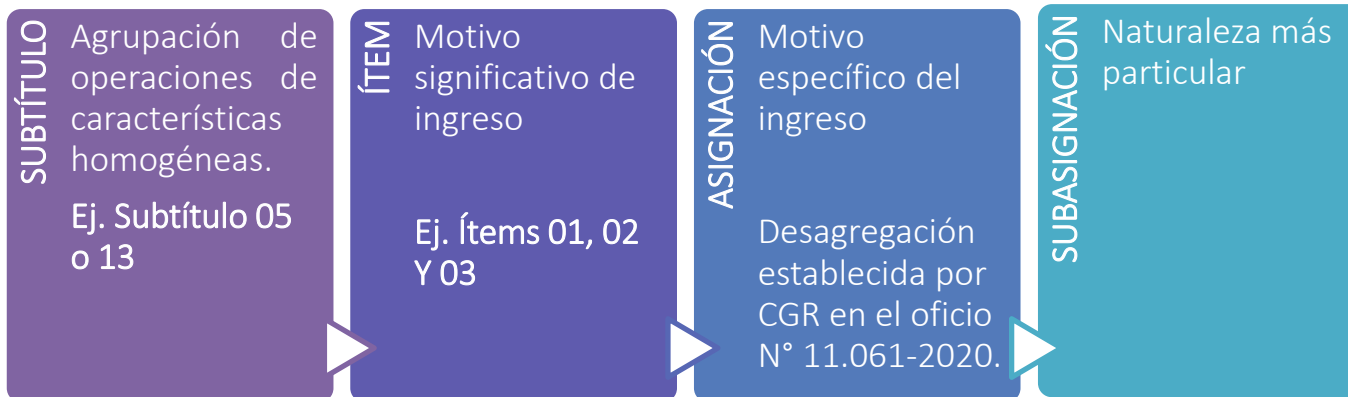 SUBTÍTULO
Agrupación de
operaciones de
características
homogéneas.
Ej. Subtítulo 05
o 13
ÍTEM
Motivo
significativo de
ingreso
Ej. Ítems 01, 02
Y 03
ASIGNACIÓN
Motivo
específico del
ingreso
Desagregación
establecida por
CGR en el oficio
N° 11.061-2020.
SUBASIGNACIÓN
Naturaleza más
particular